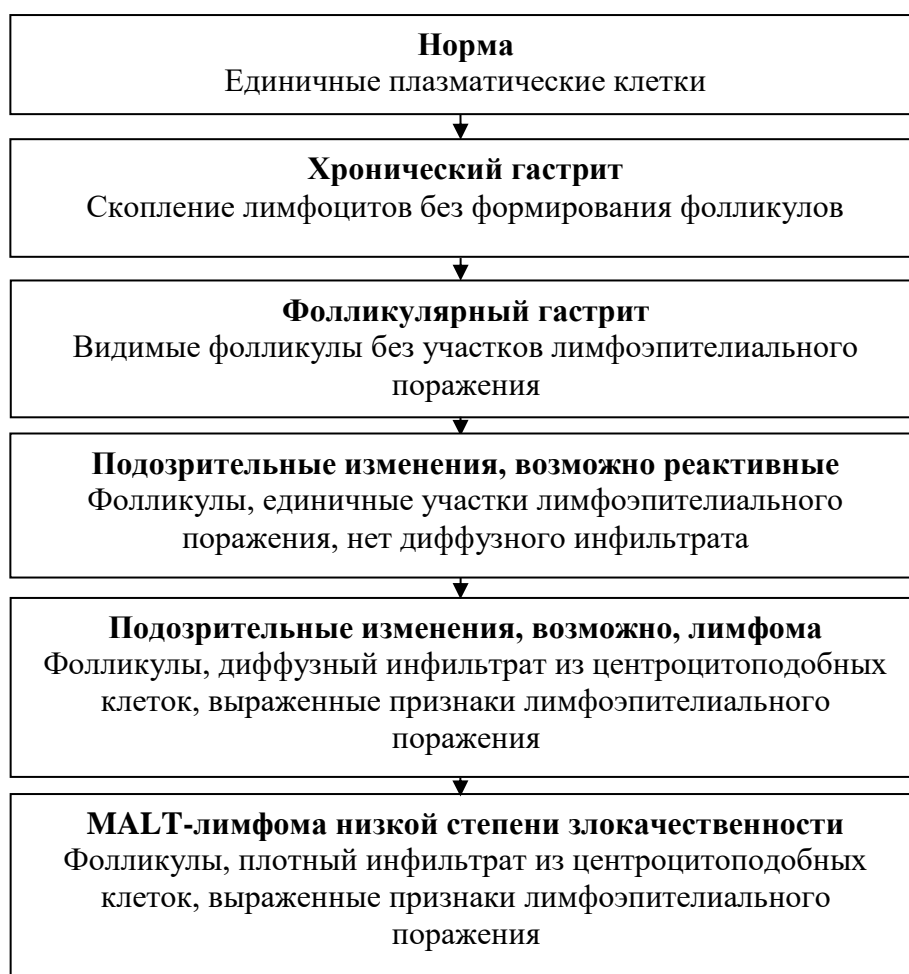 Норма
Единичные плазматические клетки
Хронический гастрит
Скопление лимфоцитов без формирования фолликулов
Фолликулярный гастрит
Видимые фолликулы без участков лимфоэпителиального
поражения
Подозрительные изменения, возможно реактивные
Фолликулы, единичные участки лимфоэпителиального
поражения, нет диффузного инфильтрата
Подозрительные изменения, возможно, лимфома
Фолликулы, диффузный инфильтрат из центроцитоподобных
клеток, выраженные признаки лимфоэпителиального
поражения
MALT-лимфома низкой степени злокачественности
Фолликулы, плотный инфильтрат из центроцитоподобных
клеток, выраженные признаки лимфоэпителиального
поражения